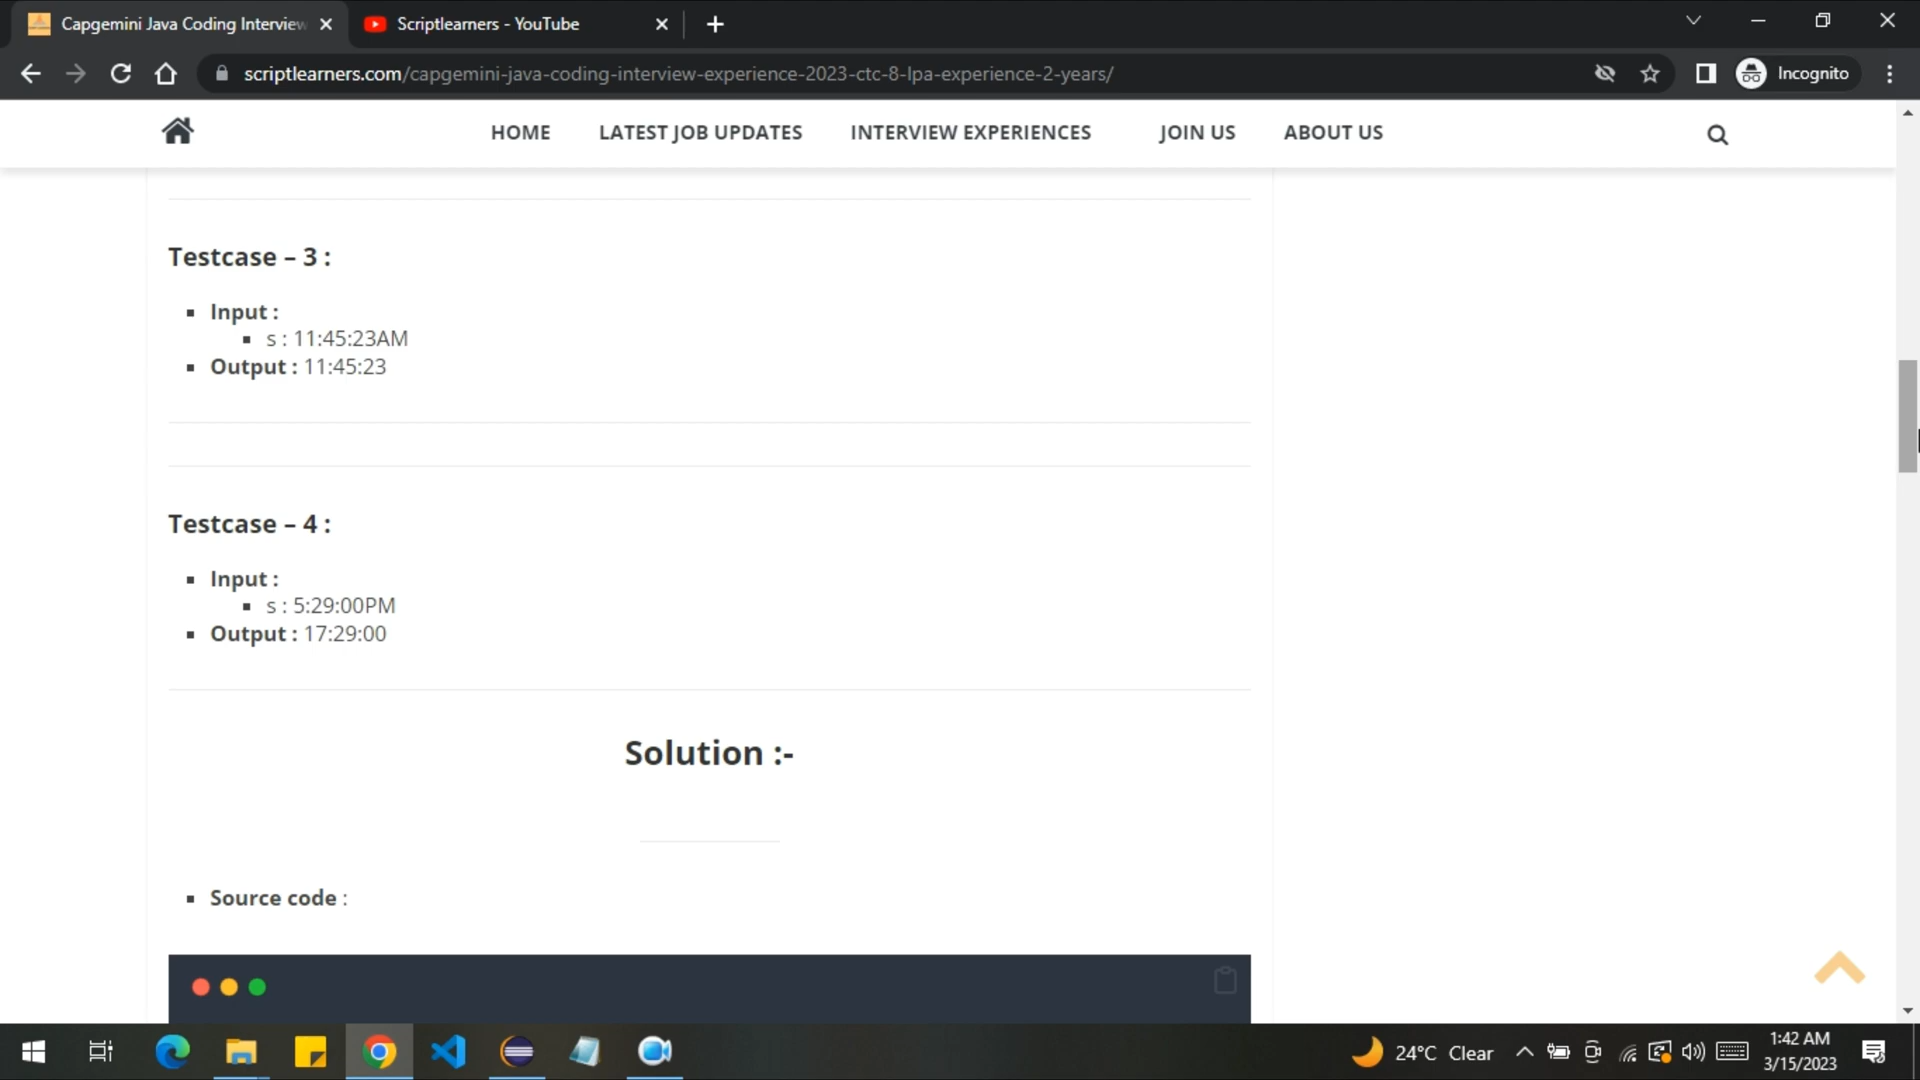 Capgemini Java Coding Interview
Scriptlearners - YouTube
scriptlearners.com/capgemini-java-coding-interview-experience-2023-ctc-8-lpa-experience-2-years/
Incognito
HOME
LATEST JOB UPDATES
INTERVIEW EXPERIENCES
JOIN US
ABOUT US
Testcase – 3 :
Input :
s : 11:45:23AM
Output : 11:45:23
Testcase – 4 :
Input :
s : 5:29:00PM
Output : 17:29:00
Solution :-
Source code :
24°C Clear
1:42 AM
3/15/2023